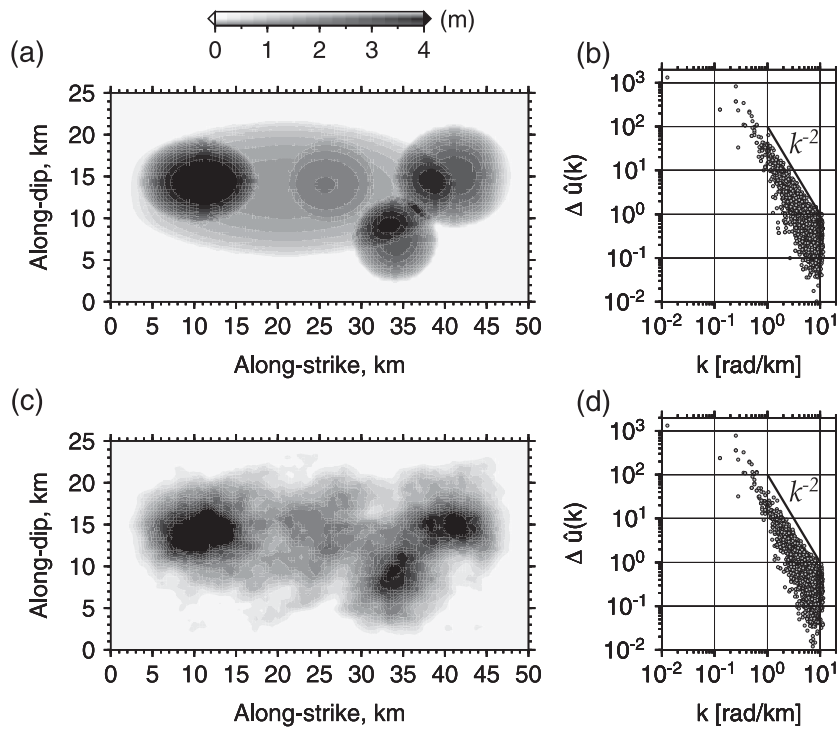 (m)
0 1 2 3 4
(a)
Along-dip, km
25
20
15
10
5
0
0 5 10 15 20 25 30 35 40 45 50
Along-strike, km
(b)
Δ û(k)
10³
10²
10¹
10⁰
10⁻¹
10⁻²
k⁻²
10⁻² 10⁻¹ 10⁰ 10¹
k [rad/km]
(c)
Along-dip, km
25
20
15
10
5
0
0 5 10 15 20 25 30 35 40 45 50
Along-strike, km
(d)
Δ û(k)
10³
10²
10¹
10⁰
10⁻¹
10⁻²
k⁻²
10⁻² 10⁻¹ 10⁰ 10¹
k [rad/km]